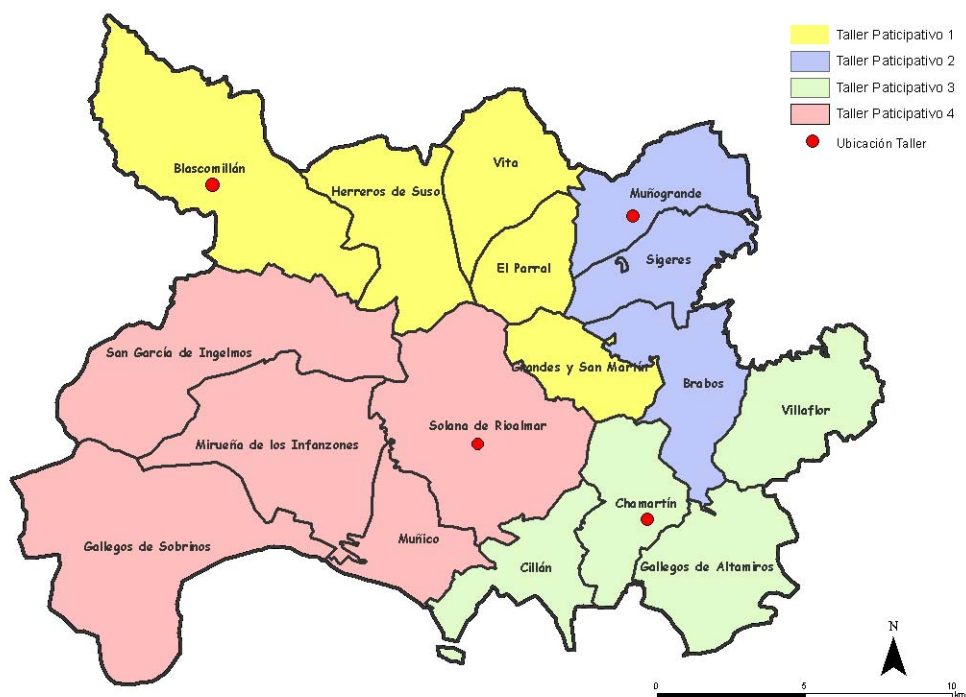 Taller Paticipativo 1
Taller Paticipativo 2
Taller Paticipativo 3
Taller Paticipativo 4
Ubicación Taller
Blascomillán
Herreros de Suso
Vita
Muñogrande
El Parral
Sigeres
San García de Ingelmos
Grandes y San Martín
Brabos
Villaflor
Mirueña de los Infanzones
Solana de Rioalmar
Chamartín
Gallegos de Sobrinos
Muñico
Cillán
Gallegos de Altamiros
N
0 5 10
km